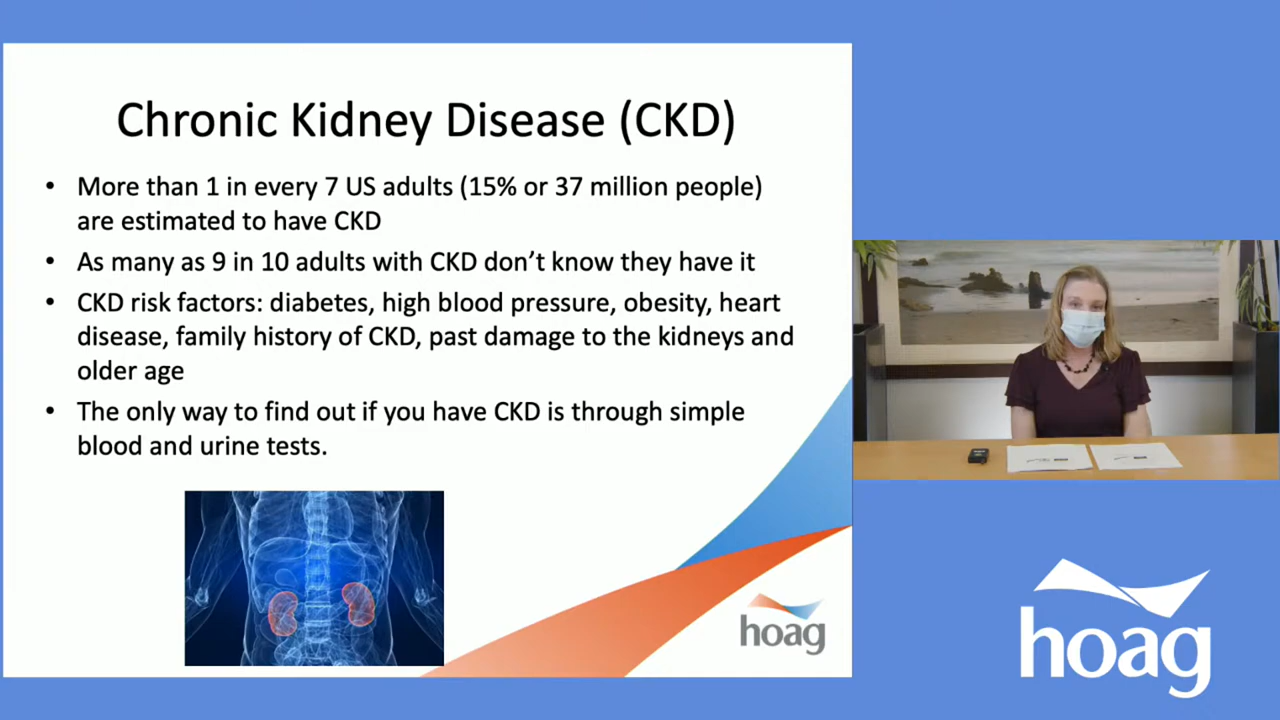 Chronic Kidney Disease (CKD)
• More than 1 in every 7 US adults (15% or 37 million people)
are estimated to have CKD
• As many as 9 in 10 adults with CKD don’t know they have it
• CKD risk factors: diabetes, high blood pressure, obesity, heart
disease, family history of CKD, past damage to the kidneys and
older age
• The only way to find out if you have CKD is through simple
blood and urine tests.
hoag
hoag